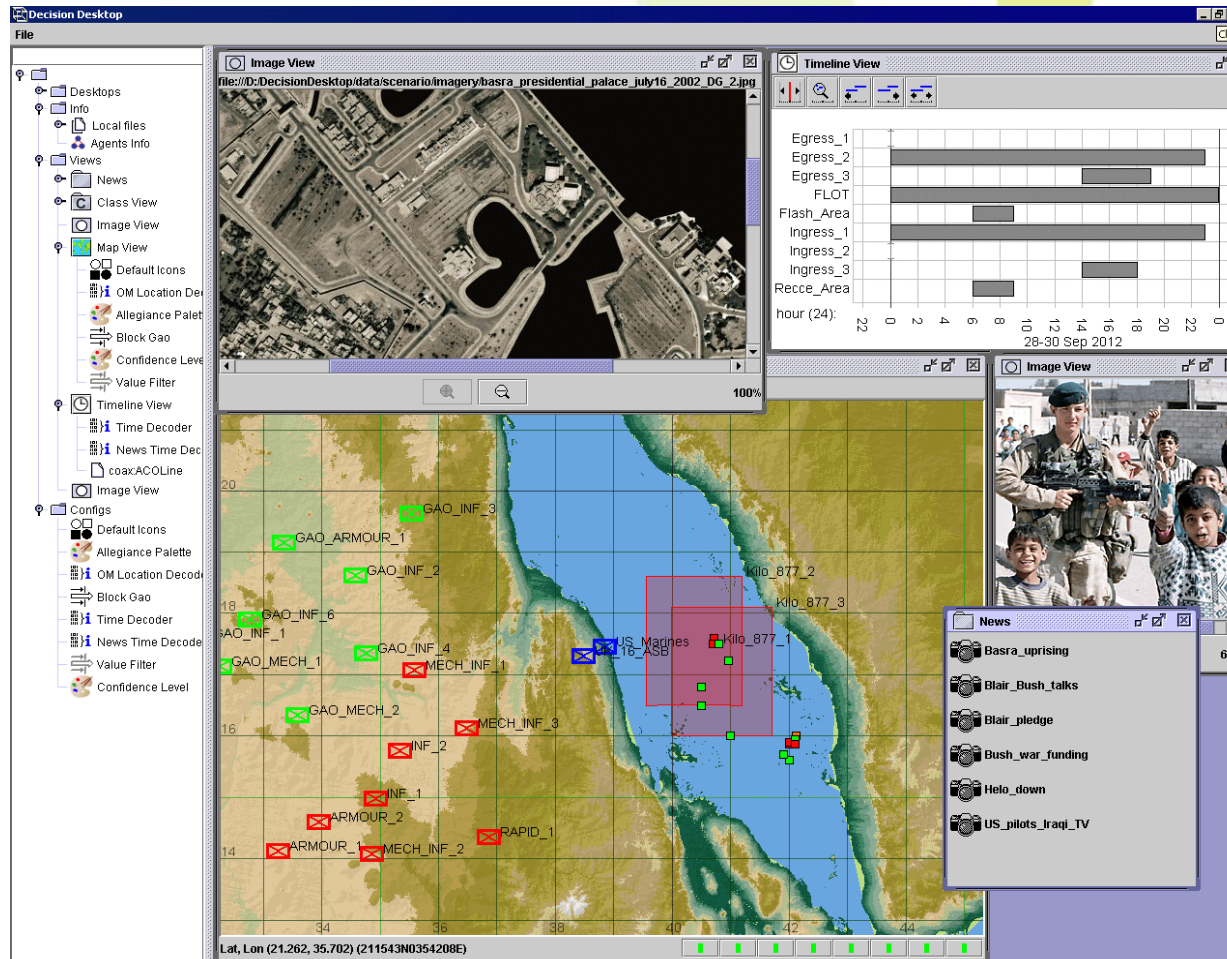 Decision Desktop
File
Desktops
Info
Local files
Agents Info
Views
News
Class View
Image View
Map View
Default Icons
OM Location De
Allegiance Palet
Block Gao
Confidence Leve
Value Filter
Timeline View
Time Decoder
News Time Dec
coax:ACOLine
Image View
Configs
Default Icons
Allegiance Palette
OM Location Decod
Block Gao
Time Decoder
News Time Decode
Value Filter
Confidence Level
Image View
file:///D:/DecisionDesktop/data/scenario/imagery/basra_presidential_palace_july16_2002_DG_2.jpg
100%
Timeline View
Egress_1
Egress_2
Egress_3
FLOT
Flash_Area
Ingress_1
Ingress_2
Ingress_3
Recce_Area
hour (24):
22 0 2 4 6 8 10 12 14 16 18 20 22 0
28-30 Sep 2012
20
GAO_INF_3
GAO_ARMOUR_1
GAO_INF_2
Kilo_877_2
18
GAO_INF_6
Kilo_877_3
GAO_INF_1
US_Marines
Kilo_877_1
GAO_INF_4
16_ASB
GAO_MECH_1
MECH_INF_1
GAO_MECH_2
MECH_INF_3
16
INF_2
INF_1
ARMOUR_2
RAPID_1
ARMOUR_1
MECH_INF_2
14
34 36 40 42 44
Lat, Lon (21.262, 35.702) (211543N0354208E)
Image View
6
News
Basra_uprising
Blair_Bush_talks
Blair_pledge
Bush_war_funding
Helo_down
US_pilots_Iraqi_TV